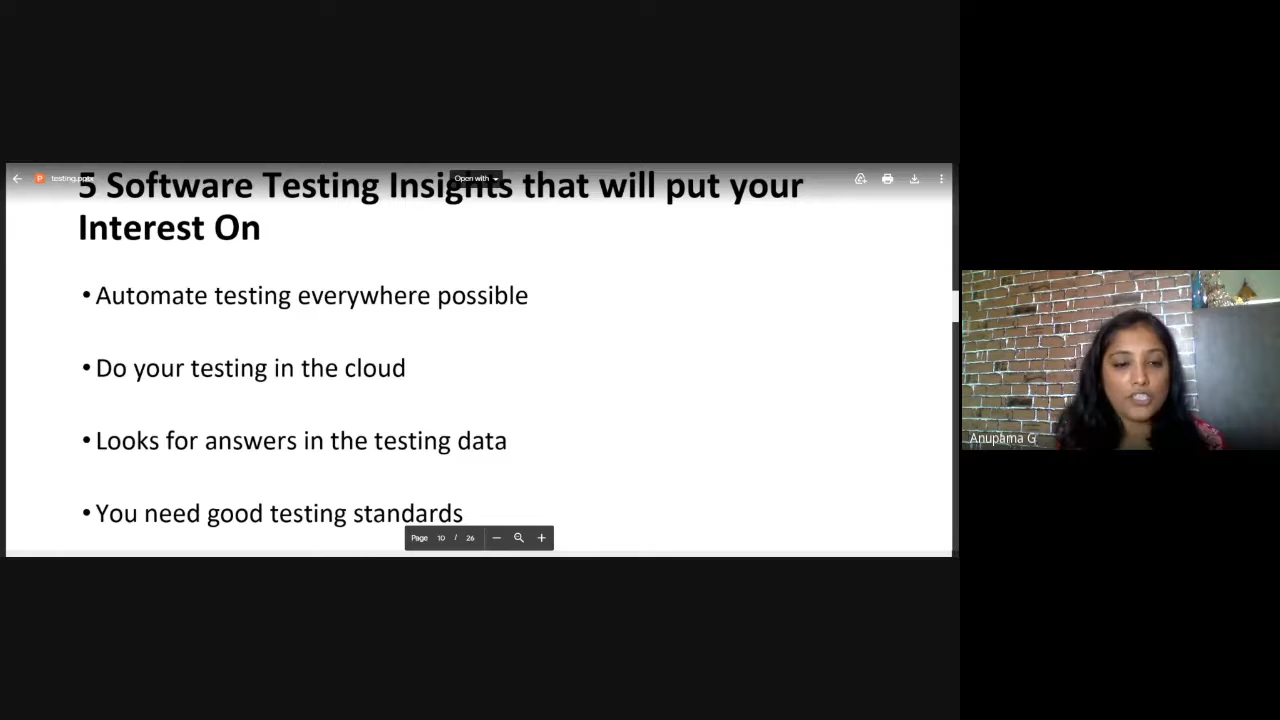 testing.pptx
Open with
5 Software Testing Insights that will put your
Interest On
• Automate testing everywhere possible
• Do your testing in the cloud
• Looks for answers in the testing data
• You need good testing standards
Page 10 / 26
Anupama G